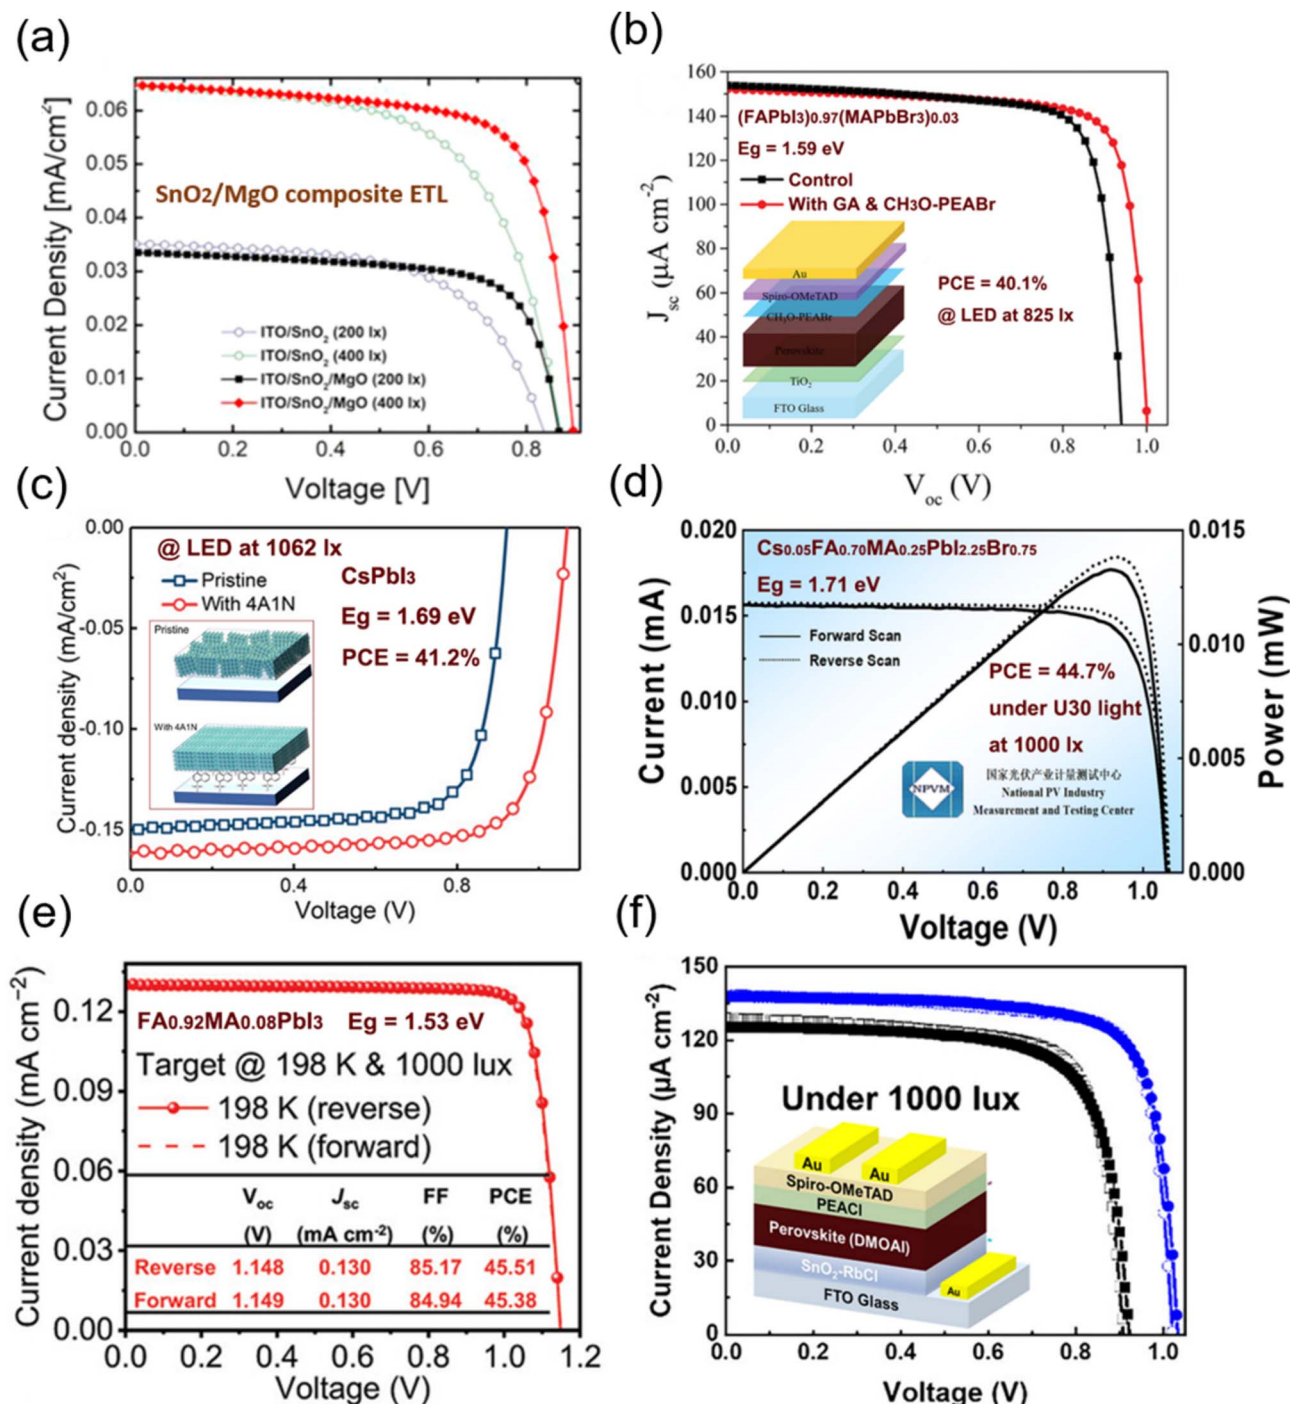 (a)
0.06
0.05
0.04
0.03
0.02
0.01
0.00
Current Density [mA/cm²]
SnO2/MgO composite ETL
ITO/SnO₂ (200 lx)
ITO/SnO₂ (400 lx)
ITO/SnO₂/MgO (200 lx)
ITO/SnO₂/MgO (400 lx)
0.0 0.2 0.4 0.6 0.8
Voltage [V]
(b)
160
140
120
100
80
60
40
20
0
J_sc (μA cm⁻²)
(FAPbI3)0.97(MAPbBr3)0.03
Eg = 1.59 eV
Control
With GA & CH3O-PEABr
Au
Spiro-OMeTAD
CH₃O-PEABr
Perovskite
TiO₂
FTO Glass
PCE = 40.1%
@ LED at 825 lx
0.0 0.2 0.4 0.6 0.8 1.0
V_oc (V)
(c)
0.00
-0.05
-0.10
-0.15
Current density (mA/cm²)
@ LED at 1062 lx
Pristine
With 4A1N
CsPbI3
Eg = 1.69 eV
PCE = 41.2%
Pristine
With 4A1N
0.0 0.4 0.8
Voltage (V)
(d)
0.020
0.015
0.010
0.005
0.000
Current (mA)
Cs0.05FA0.70MA0.25PbI2.25Br0.75
Eg = 1.71 eV
Forward Scan
Reverse Scan
PCE = 44.7%
under U30 light
at 1000 lx
NPVM
国家光伏产业计量测试中心
National PV Industry
Measurement and Testing Center
0.015
0.010
0.005
0.000
Power (mW)
0.0 0.2 0.4 0.6 0.8 1.0
Voltage (V)
(e)
0.12
0.09
0.06
0.03
0.00
Current density (mA cm⁻²)
FA0.92MA0.08PbI3 Eg = 1.53 eV
Target @ 198 K & 1000 lux
198 K (reverse)
198 K (forward)
V_oc J_sc FF PCE
(V) (mA cm⁻²) (%) (%)
Reverse 1.148 0.130 85.17 45.51
Forward 1.149 0.130 84.94 45.38
0.0 0.2 0.4 0.6 0.8 1.0 1.2
Voltage (V)
(f)
150
120
90
60
30
0
Current Density (μA cm⁻²)
Under 1000 lux
Au
Au
Spiro-OMeTAD
PEACl
Perovskite (DMOAI)
SnO₂-RbCl
Au
FTO Glass
0.0 0.2 0.4 0.6 0.8 1.0
Voltage (V)